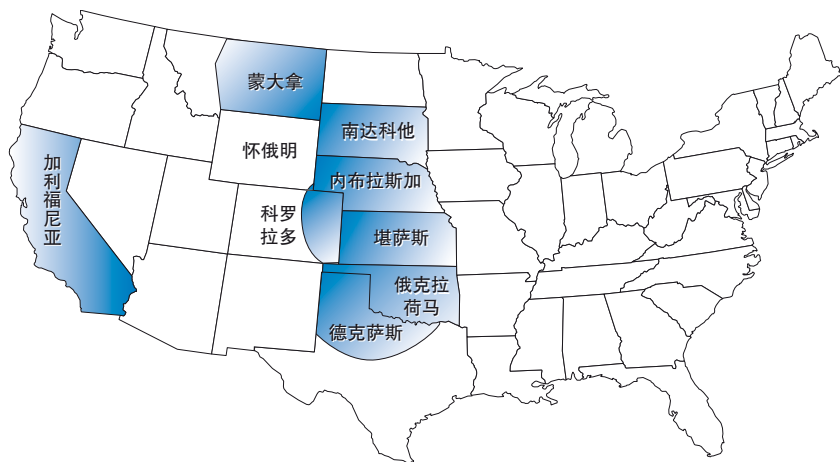 蒙大拿
南达科他
怀俄明
加
利
福
尼
亚
内布拉斯加
科罗
拉多
堪萨斯
俄克拉
荷马
德克萨斯